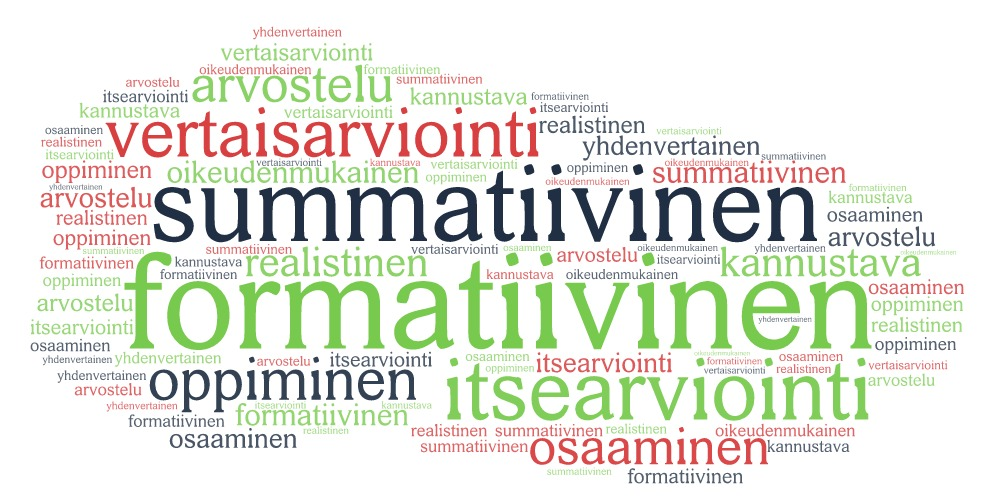 yhdenvertainen
vertaisarviointi
oikeudenmukainen formatiivinen
arvostelu arvostelu summatiivinen
itsearviointi kannustava formatiivinen
kannustava vertaisarviointi itsearviointi
osaaminen vertaisarviointi realistinen vertaisarviointi
realistinen yhdenvertainen
itsearviointi vertaisarviointi kannustava vertaisarviointi summatiivinen
oppiminen oikeudenmukainen oppiminen oppiminen oikeudenmukainen
summatiivinen
yhdenvertainen oikeudenmukainen formatiivinen
arvostelu summatiivinen kannustava
realistinen osaaminen
oppiminen arvostelu
summatiivinen summatiivinen vertaisarviointi osaaminen arvostelu oikeudenmukainen yhdenvertainen oikeudenmukainen
formatiivinen kannustava realistinen itsearviointi kannustava
formatiivinen kannustava oikeudenmukainen
oppiminen osaaminen
arvostelu formatiivinen oppiminen
itsearviointi yhdenvertainen realistinen
osaaminen oppiminen
yhdenvertainen yhdenvertainen arvostelu itsearviointi osaaminen itsearviointi oikeudenmukainen formatiivinen osaaminen vertaisarviointi
yhdenvertainen oppiminen oppiminen vertaisarviointi realistinen
arvostelu itsearviointi arvostelu
yhdenvertainen itsearviointi kannustava
formatiivinen formatiivinen
osaaminen realistinen realistinen summatiivinen realistinen oikeudenmukainen
summatiivinen osaaminen kannustava
summatiivinen
formatiivinen